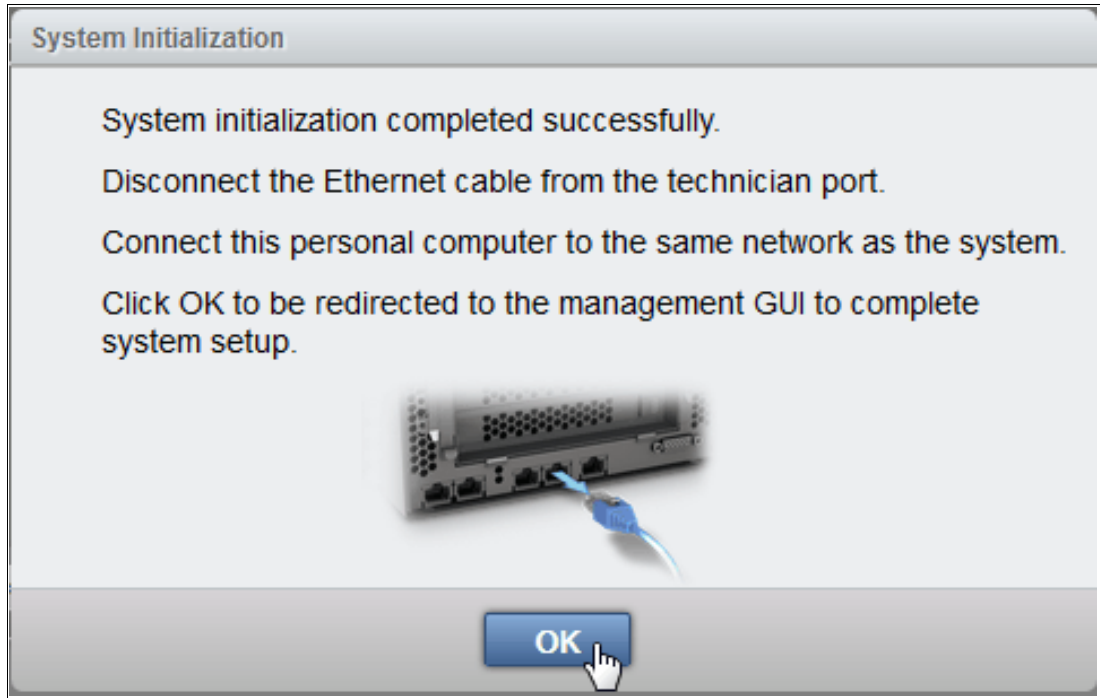 System Initialization
System initialization completed successfully.
Disconnect the Ethernet cable from the technician port.
Connect this personal computer to the same network as the system.
Click OK to be redirected to the management GUI to complete
system setup.
OK